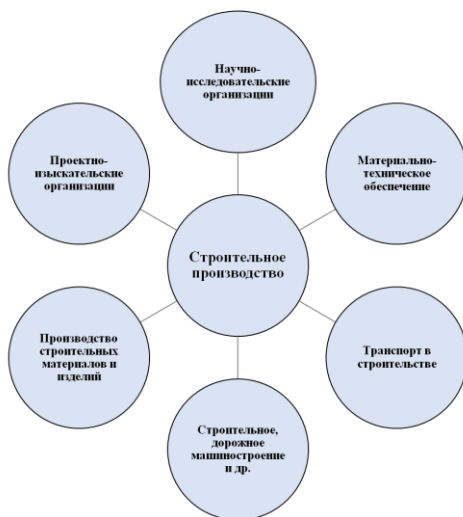 Научно-
исследовательские
организации
Проектно-
изыскательские
организации
Материально-
техническое
обеспечение
Строительное
производство
Производство
строительных
материалов и
изделий
Транспорт в
строительстве
Строительное,
дорожное
машиностроение
и др.